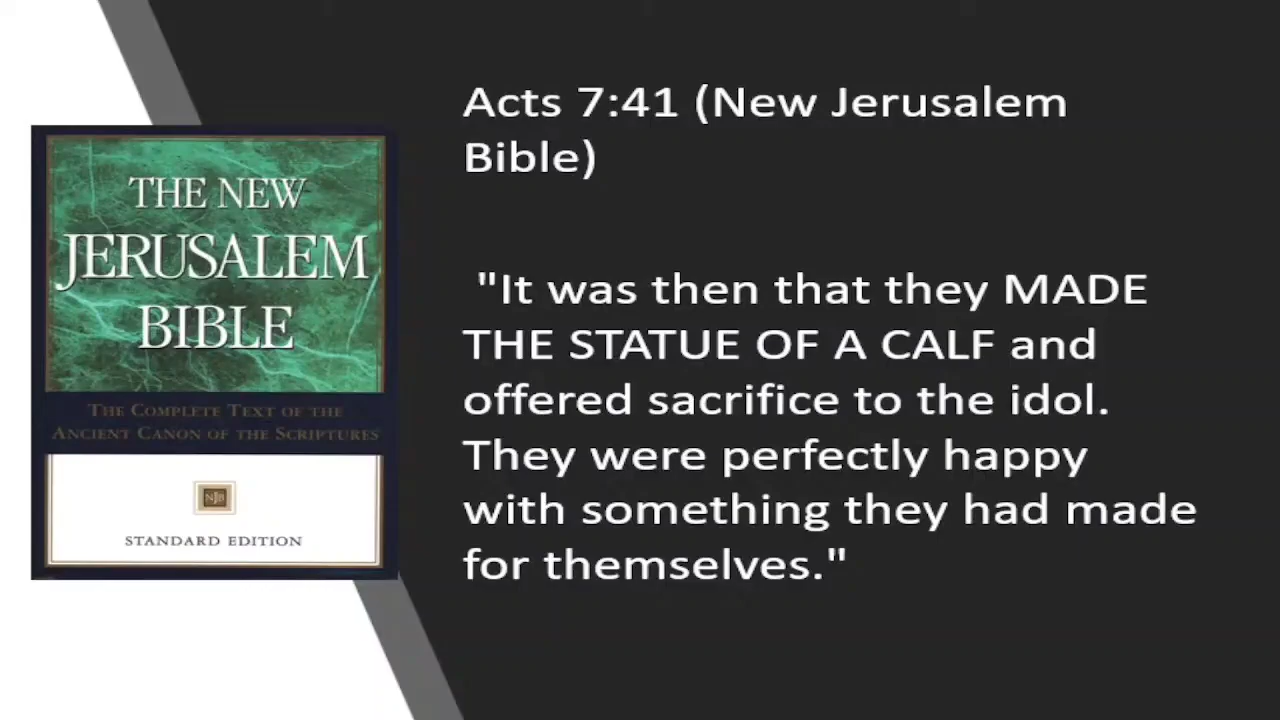 THE NEW
JERUSALEM
BIBLE
THE COMPLETE TEXT OF THE
ANCIENT CANON OF THE SCRIPTURES
NJB
STANDARD EDITION
Acts 7:41 (New Jerusalem
Bible)
"It was then that they MADE
THE STATUE OF A CALF and
offered sacrifice to the idol.
They were perfectly happy
with something they had made
for themselves."